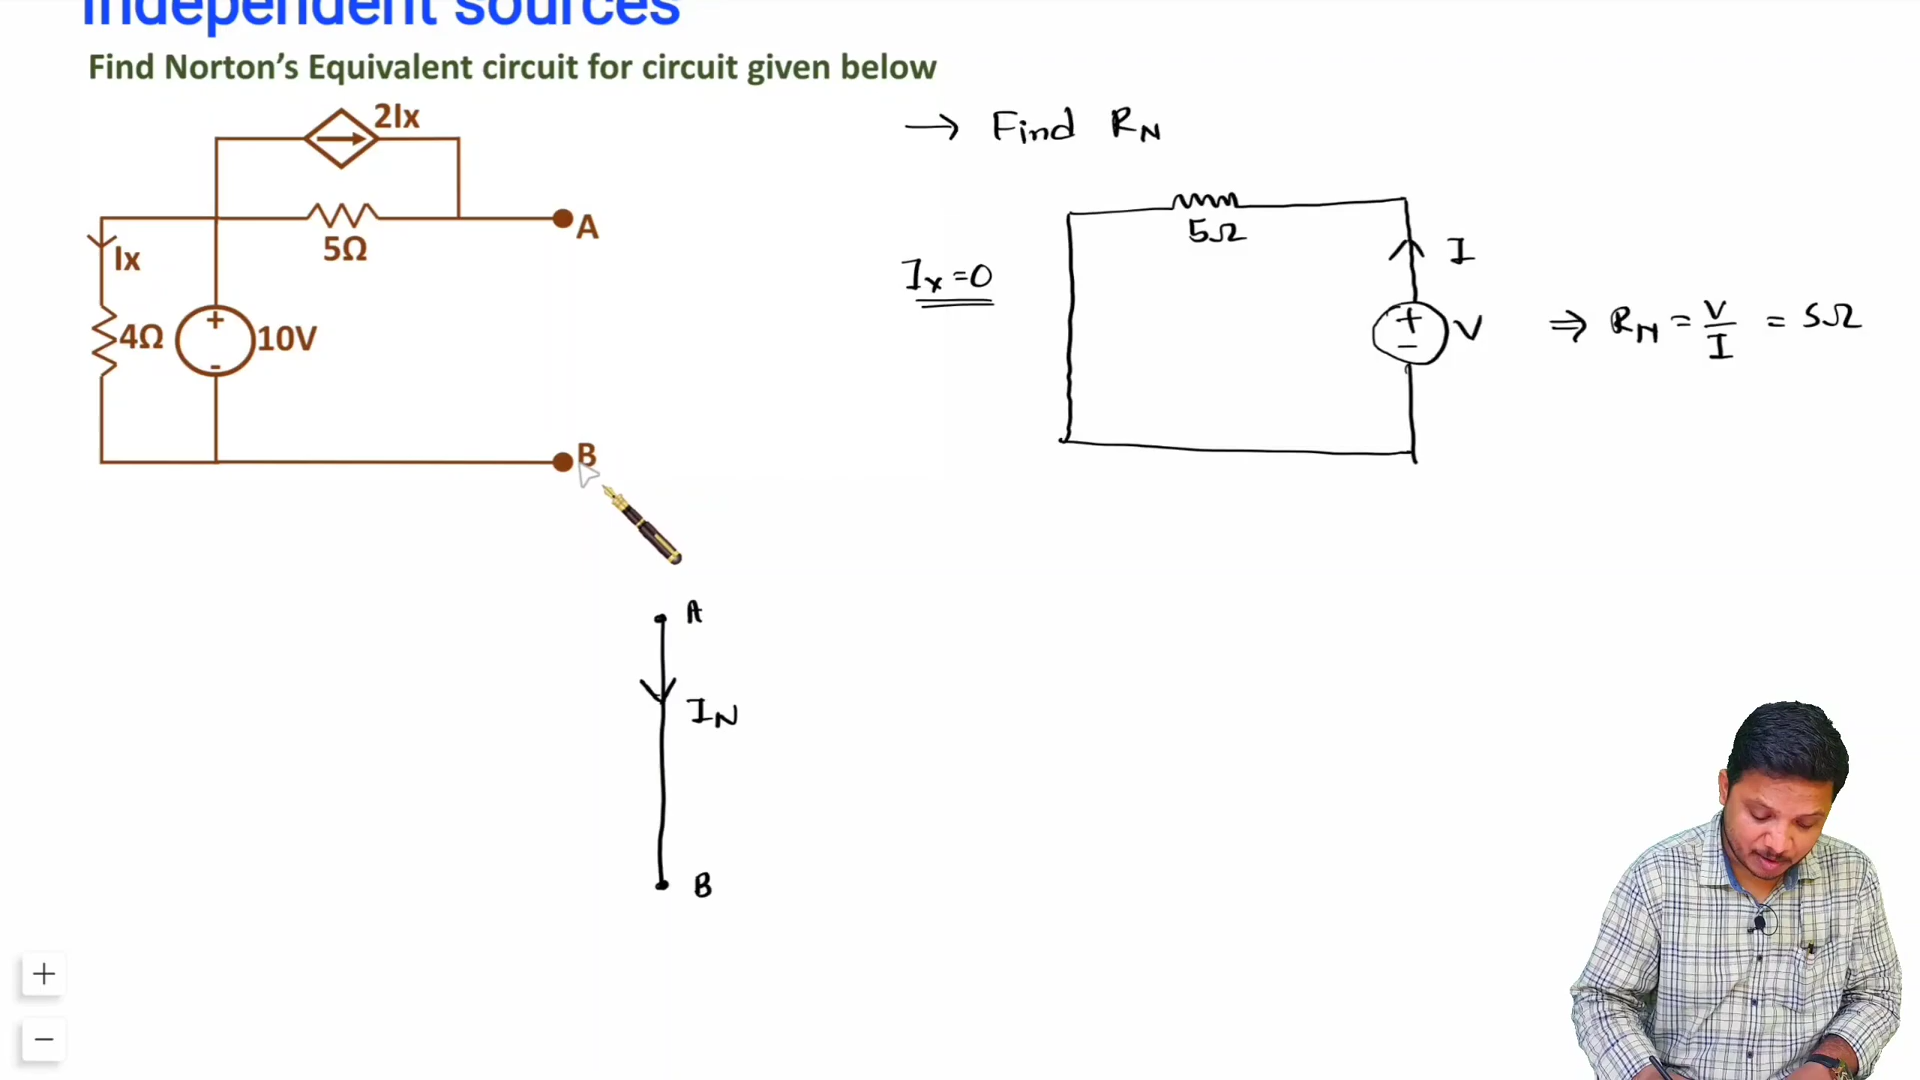 Independent sources
Find Norton's Equivalent circuit for circuit given below
2Ix
A
5Ω
Ix
4Ω
+
-
10V
B
→ Find RN
5Ω
I
Ix=0
+
−
V
⇒ RN = V/I = 5Ω
A
IN
B
+
−